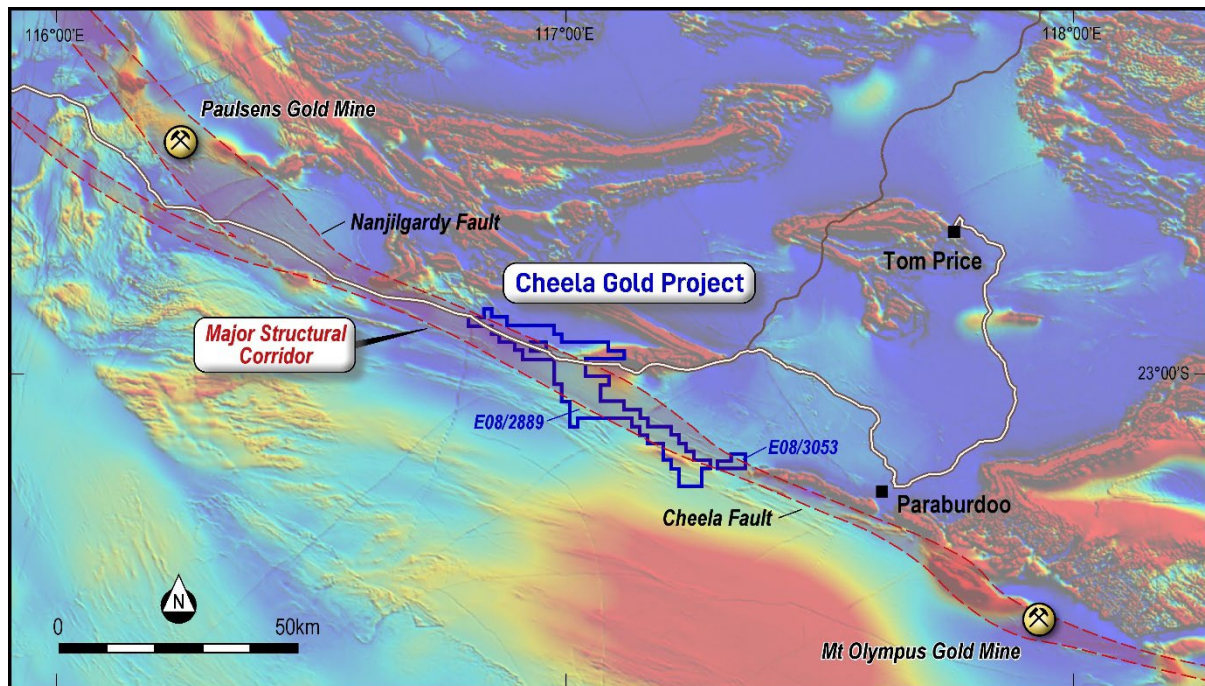 116°00'E
117°00'E
118°00'E
Paulsens Gold Mine
Nanjilgardy Fault
Tom Price
Cheela Gold Project
Major Structural
Corridor
23°00'S
E08/2889
E08/3053
Paraburdoo
Cheela Fault
N
0
50km
Mt Olympus Gold Mine